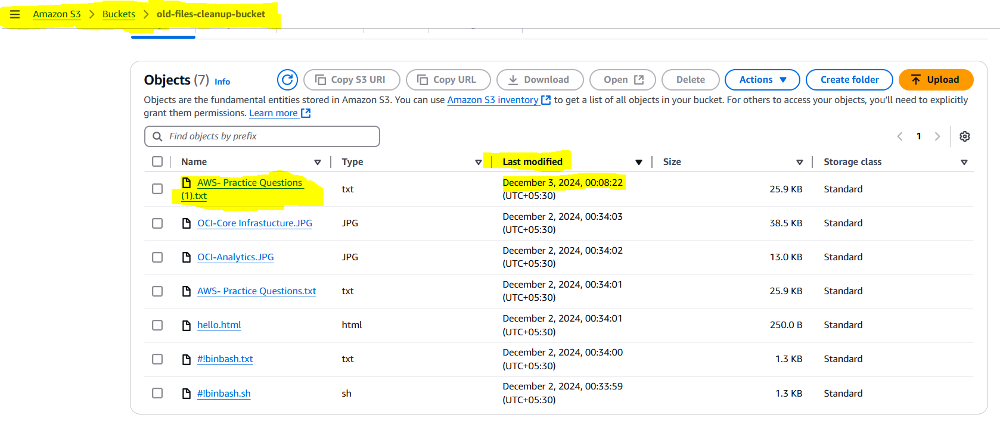 Amazon S3 > Buckets > old-files-cleanup-bucket
Objects (7) Info
Copy S3 URI
Copy URL
Download
Open
Delete
Actions
Create folder
Upload
Objects are the fundamental entities stored in Amazon S3. You can use Amazon S3 inventory to get a list of all objects in your bucket. For others to access your objects, you'll need to explicitly
grant them permissions. Learn more
Find objects by prefix
1
Name Type Last modified Size Storage class
AWS- Practice Questions
(1).txt
txt
December 3, 2024, 00:08:22
(UTC+05:30)
25.9 KB
Standard
OCI-Core Infrastucture.JPG
JPG
December 2, 2024, 00:34:03
(UTC+05:30)
38.5 KB
Standard
OCI-Analytics.JPG
JPG
December 2, 2024, 00:34:02
(UTC+05:30)
13.0 KB
Standard
AWS- Practice Questions.txt
txt
December 2, 2024, 00:34:01
(UTC+05:30)
25.9 KB
Standard
hello.html
html
December 2, 2024, 00:34:01
(UTC+05:30)
250.0 B
Standard
#!binbash.txt
txt
December 2, 2024, 00:34:00
(UTC+05:30)
1.3 KB
Standard
#!binbash.sh
sh
December 2, 2024, 00:33:59
(UTC+05:30)
1.3 KB
Standard